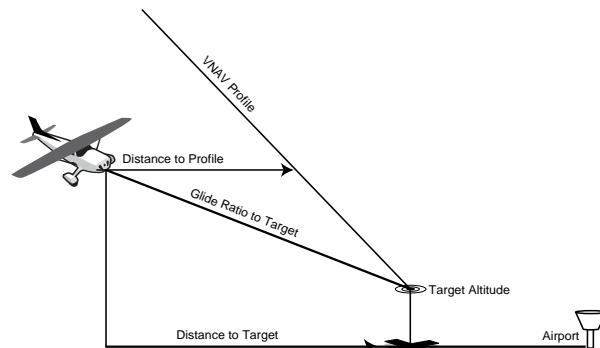 VNAV Profile
Distance to Profile
Glide Ratio to Target
Target Altitude
Distance to Target
Airport